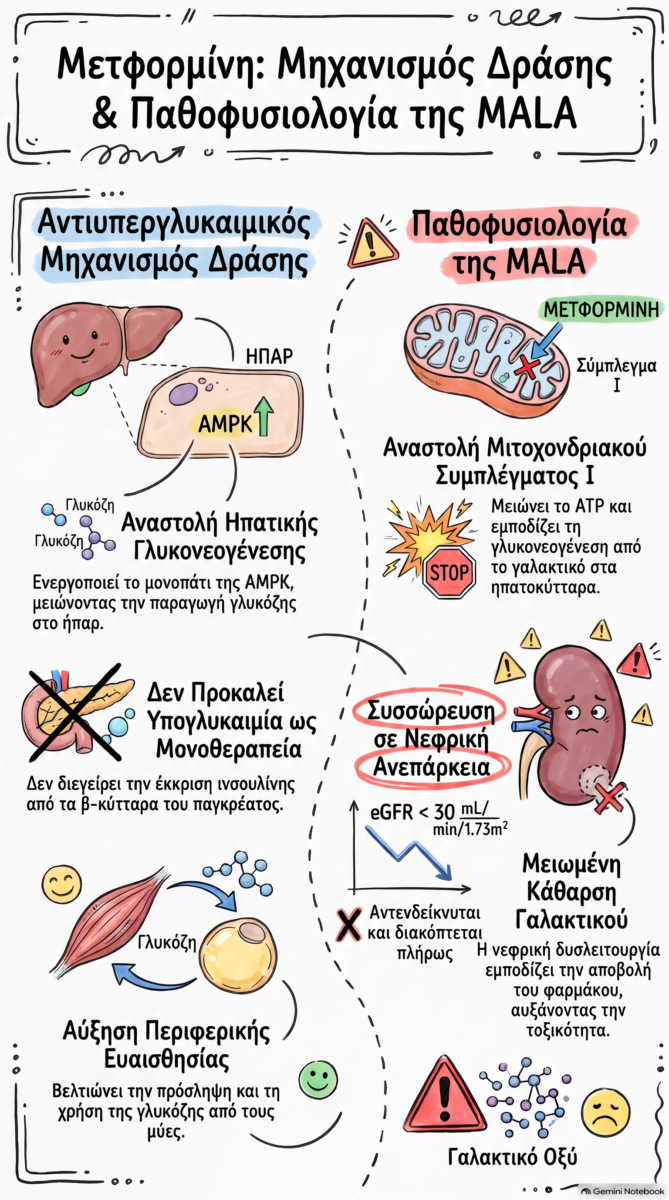 Μετφορμίνη: Μηχανισμός Δράσης
& Παθοφυσιολογία της MALA
Αντιυπεργλυκαιμικός
Μηχανισμός Δράσης
ΗΠΑΡ
AMPK
Γλυκόζη
Γλυκόζη
Αναστολή Ηπατικής
Γλυκονεογένεσης
Ενεργοποιεί το μονοπάτι της AMPK,
μειώνοντας την παραγωγή γλυκόζης
στο ήπαρ.
Δεν Προκαλεί
Υπογλυκαιμία ως
Μονοθεραπεία
Δεν διεγείρει την έκκριση ινσουλίνης
από τα β-κύτταρα του παγκρέατος.
Γλυκόζη
Αύξηση Περιφερικής
Ευαισθησίας
Βελτιώνει την πρόσληψη και τη
χρήση της γλυκόζης από τους
μύες.
Παθοφυσιολογία
της MALA
ΜΕΤΦΟΡΜΙΝΗ
Σύμπλεγμα
I
Αναστολή Μιτοχονδριακού
Συμπλέγματος I
STOP
Μειώνει το ATP και
εμποδίζει τη
γλυκονεογένεση από
το γαλακτικό στα
ηπατοκύτταρα.
Συσσώρευση
σε Νεφρική
Ανεπάρκεια
eGFR < 30 mL/
min/1.73m²
Αντενδείκνυται
και διακόπτεται
πλήρως
Μειωμένη
Κάθαρση
Γαλακτικού
Η νεφρική δυσλειτουργία
εμποδίζει την αποβολή
του φαρμάκου,
αυξάνοντας την
τοξικότητα.
Γαλακτικό Οξύ
Gemini Notebook